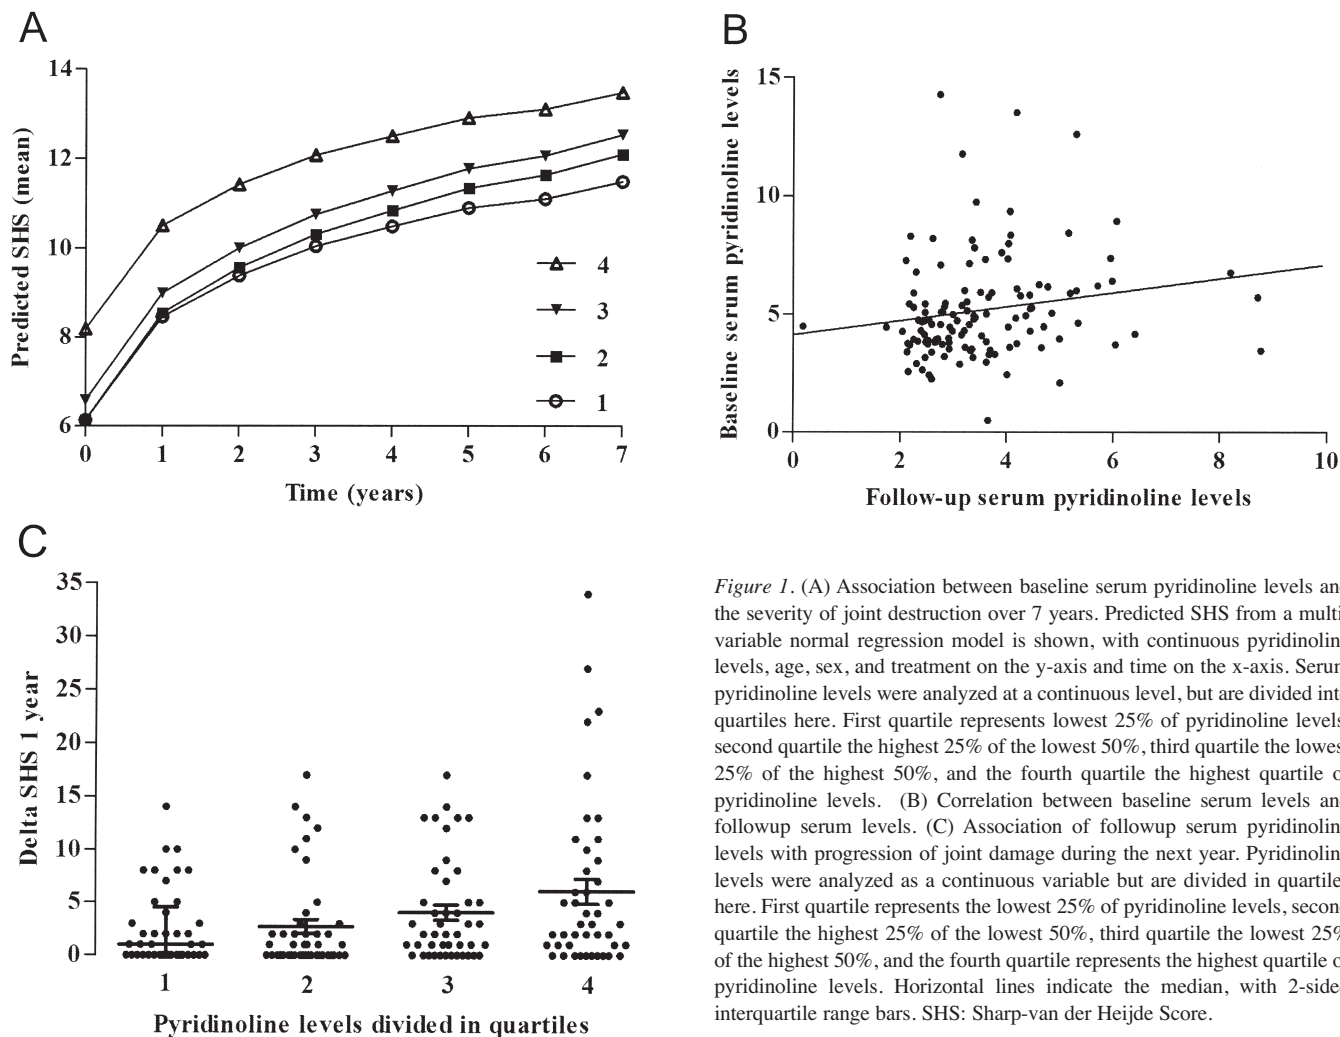 A
Predicted SHS (mean)
14
12
10
8
6
0 1 2 3 4 5 6 7
Time (years)
4
3
2
1
B
Baseline serum pyridinoline levels
15
10
5
0
0 2 4 6 8 10
Follow-up serum pyridinoline levels
C
Delta SHS 1 year
35
30
25
20
15
10
5
0
1 2 3 4
Pyridinoline levels divided in quartiles
Figure 1. (A) Association between baseline serum pyridinoline levels an
the severity of joint destruction over 7 years. Predicted SHS from a multi
variable normal regression model is shown, with continuous pyridinolin
levels, age, sex, and treatment on the y-axis and time on the x-axis. Serum
pyridinoline levels were analyzed at a continuous level, but are divided int
quartiles here. First quartile represents lowest 25% of pyridinoline levels
second quartile the highest 25% of the lowest 50%, third quartile the lowes
25% of the highest 50%, and the fourth quartile the highest quartile o
pyridinoline levels. (B) Correlation between baseline serum levels an
followup serum levels. (C) Association of followup serum pyridinolin
levels with progression of joint damage during the next year. Pyridinolin
levels were analyzed as a continuous variable but are divided in quartile
here. First quartile represents the lowest 25% of pyridinoline levels, secon
quartile the highest 25% of the lowest 50%, third quartile the lowest 25%
of the highest 50%, and the fourth quartile represents the highest quartile o
pyridinoline levels. Horizontal lines indicate the median, with 2-side
interquartile range bars. SHS: Sharp-van der Heijde Score.